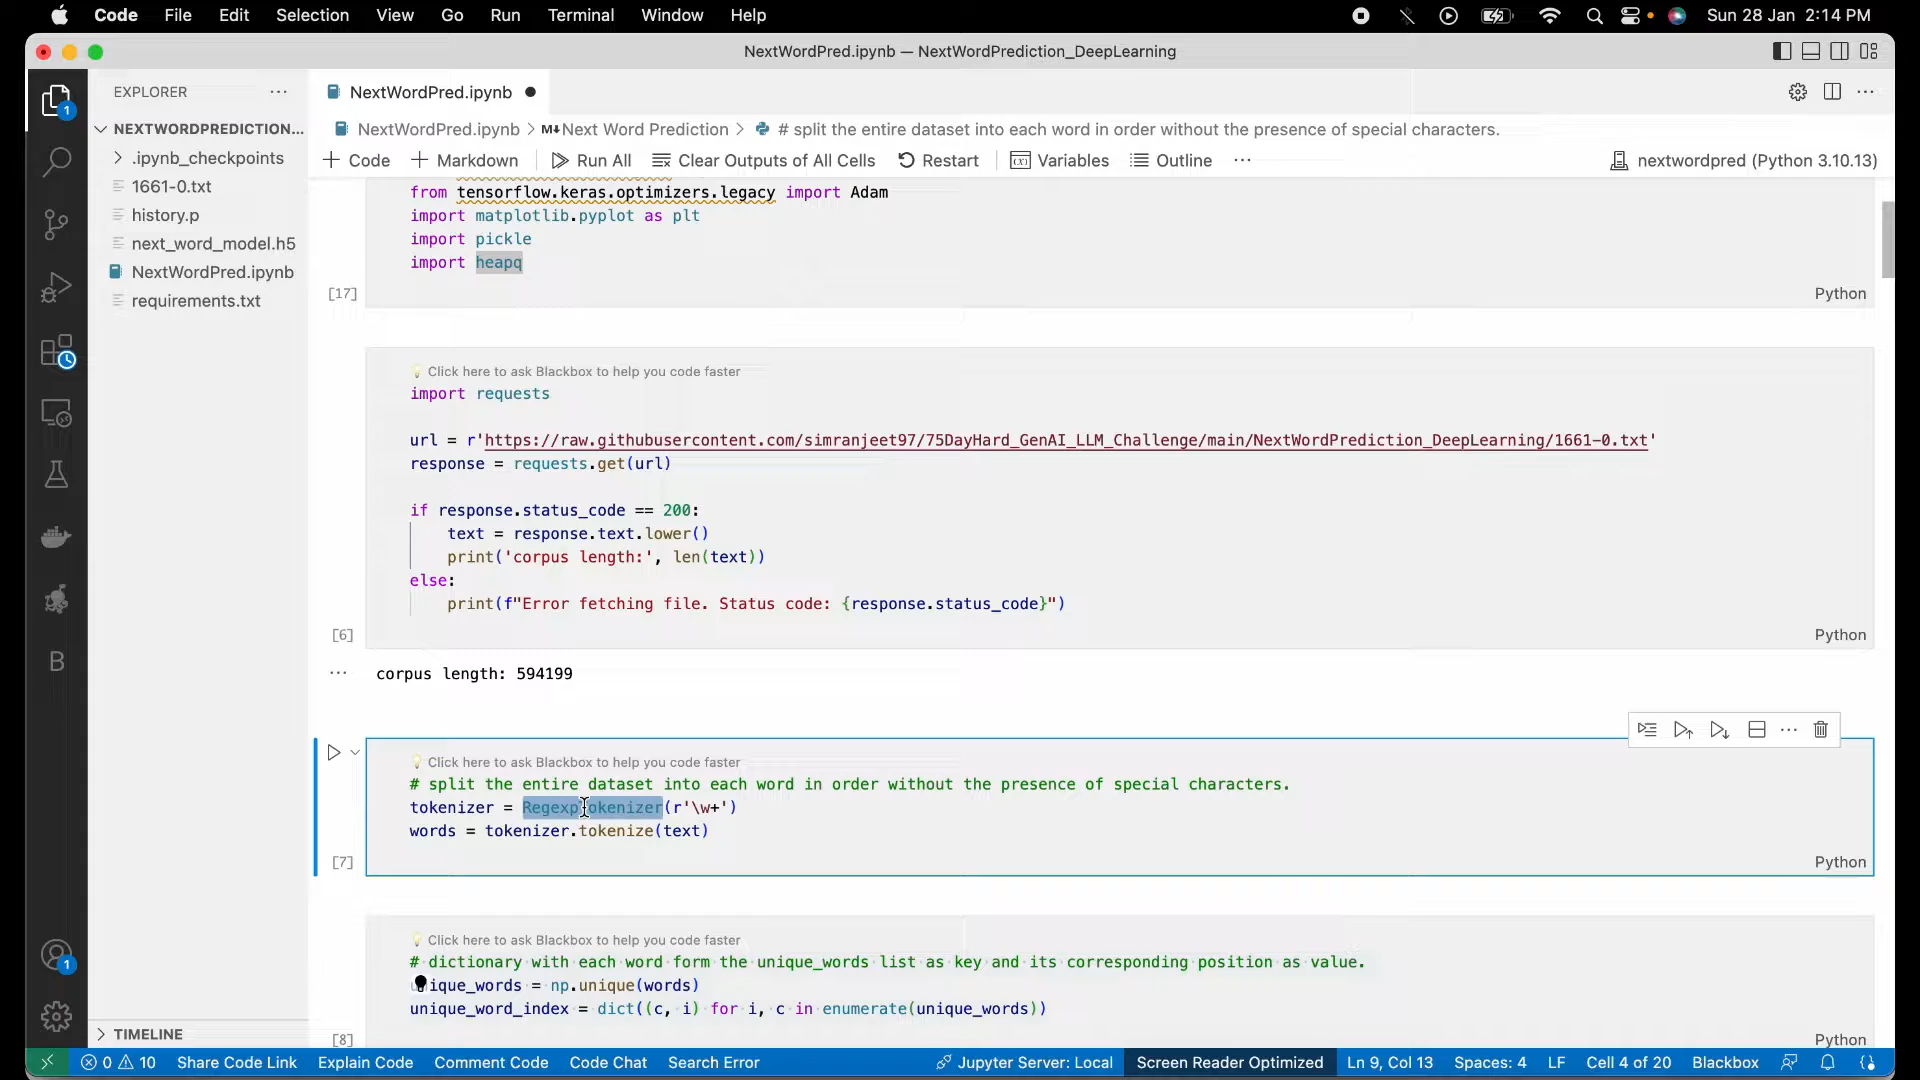 Code File Edit Selection View Go Run Terminal Window Help Sun 28 Jan 2:14 PM
NextWordPred.ipynb — NextWordPrediction_DeepLearning
EXPLORER ···
NextWordPred.ipynb
NEXTWORDPREDICTION...
NextWordPred.ipynb > M↓Next Word Prediction > # split the entire dataset into each word in order without the presence of special characters.
.ipynb_checkpoints
1661-0.txt
history.p
next_word_model.h5
NextWordPred.ipynb
requirements.txt
+ Code + Markdown Run All Clear Outputs of All Cells Restart Variables Outline ··· nextwordpred (Python 3.10.13)
from tensorflow.keras.optimizers.legacy import Adam
import matplotlib.pyplot as plt
import pickle
import heapq
[17] Python
Click here to ask Blackbox to help you code faster
import requests
url = r'https://raw.githubusercontent.com/simranjeet97/75DayHard_GenAI_LLM_Challenge/main/NextWordPrediction_DeepLearning/1661-0.txt'
response = requests.get(url)
if response.status_code == 200:
text = response.text.lower()
print('corpus length:', len(text))
else:
print(f"Error fetching file. Status code: {response.status_code}")
[6] Python
··· corpus length: 594199
Click here to ask Blackbox to help you code faster
# split the entire dataset into each word in order without the presence of special characters.
tokenizer = RegexpTokenizer(r'\w+')
words = tokenizer.tokenize(text)
[7] Python
Click here to ask Blackbox to help you code faster
# dictionary with each word form the unique_words list as key and its corresponding position as value.
unique_words = np.unique(words)
unique_word_index = dict((c, i) for i, c in enumerate(unique_words))
[8] Python
B
1
1
TIMELINE
0 10 Share Code Link Explain Code Comment Code Code Chat Search Error Jupyter Server: Local Screen Reader Optimized Ln 9, Col 13 Spaces: 4 LF Cell 4 of 20 Blackbox